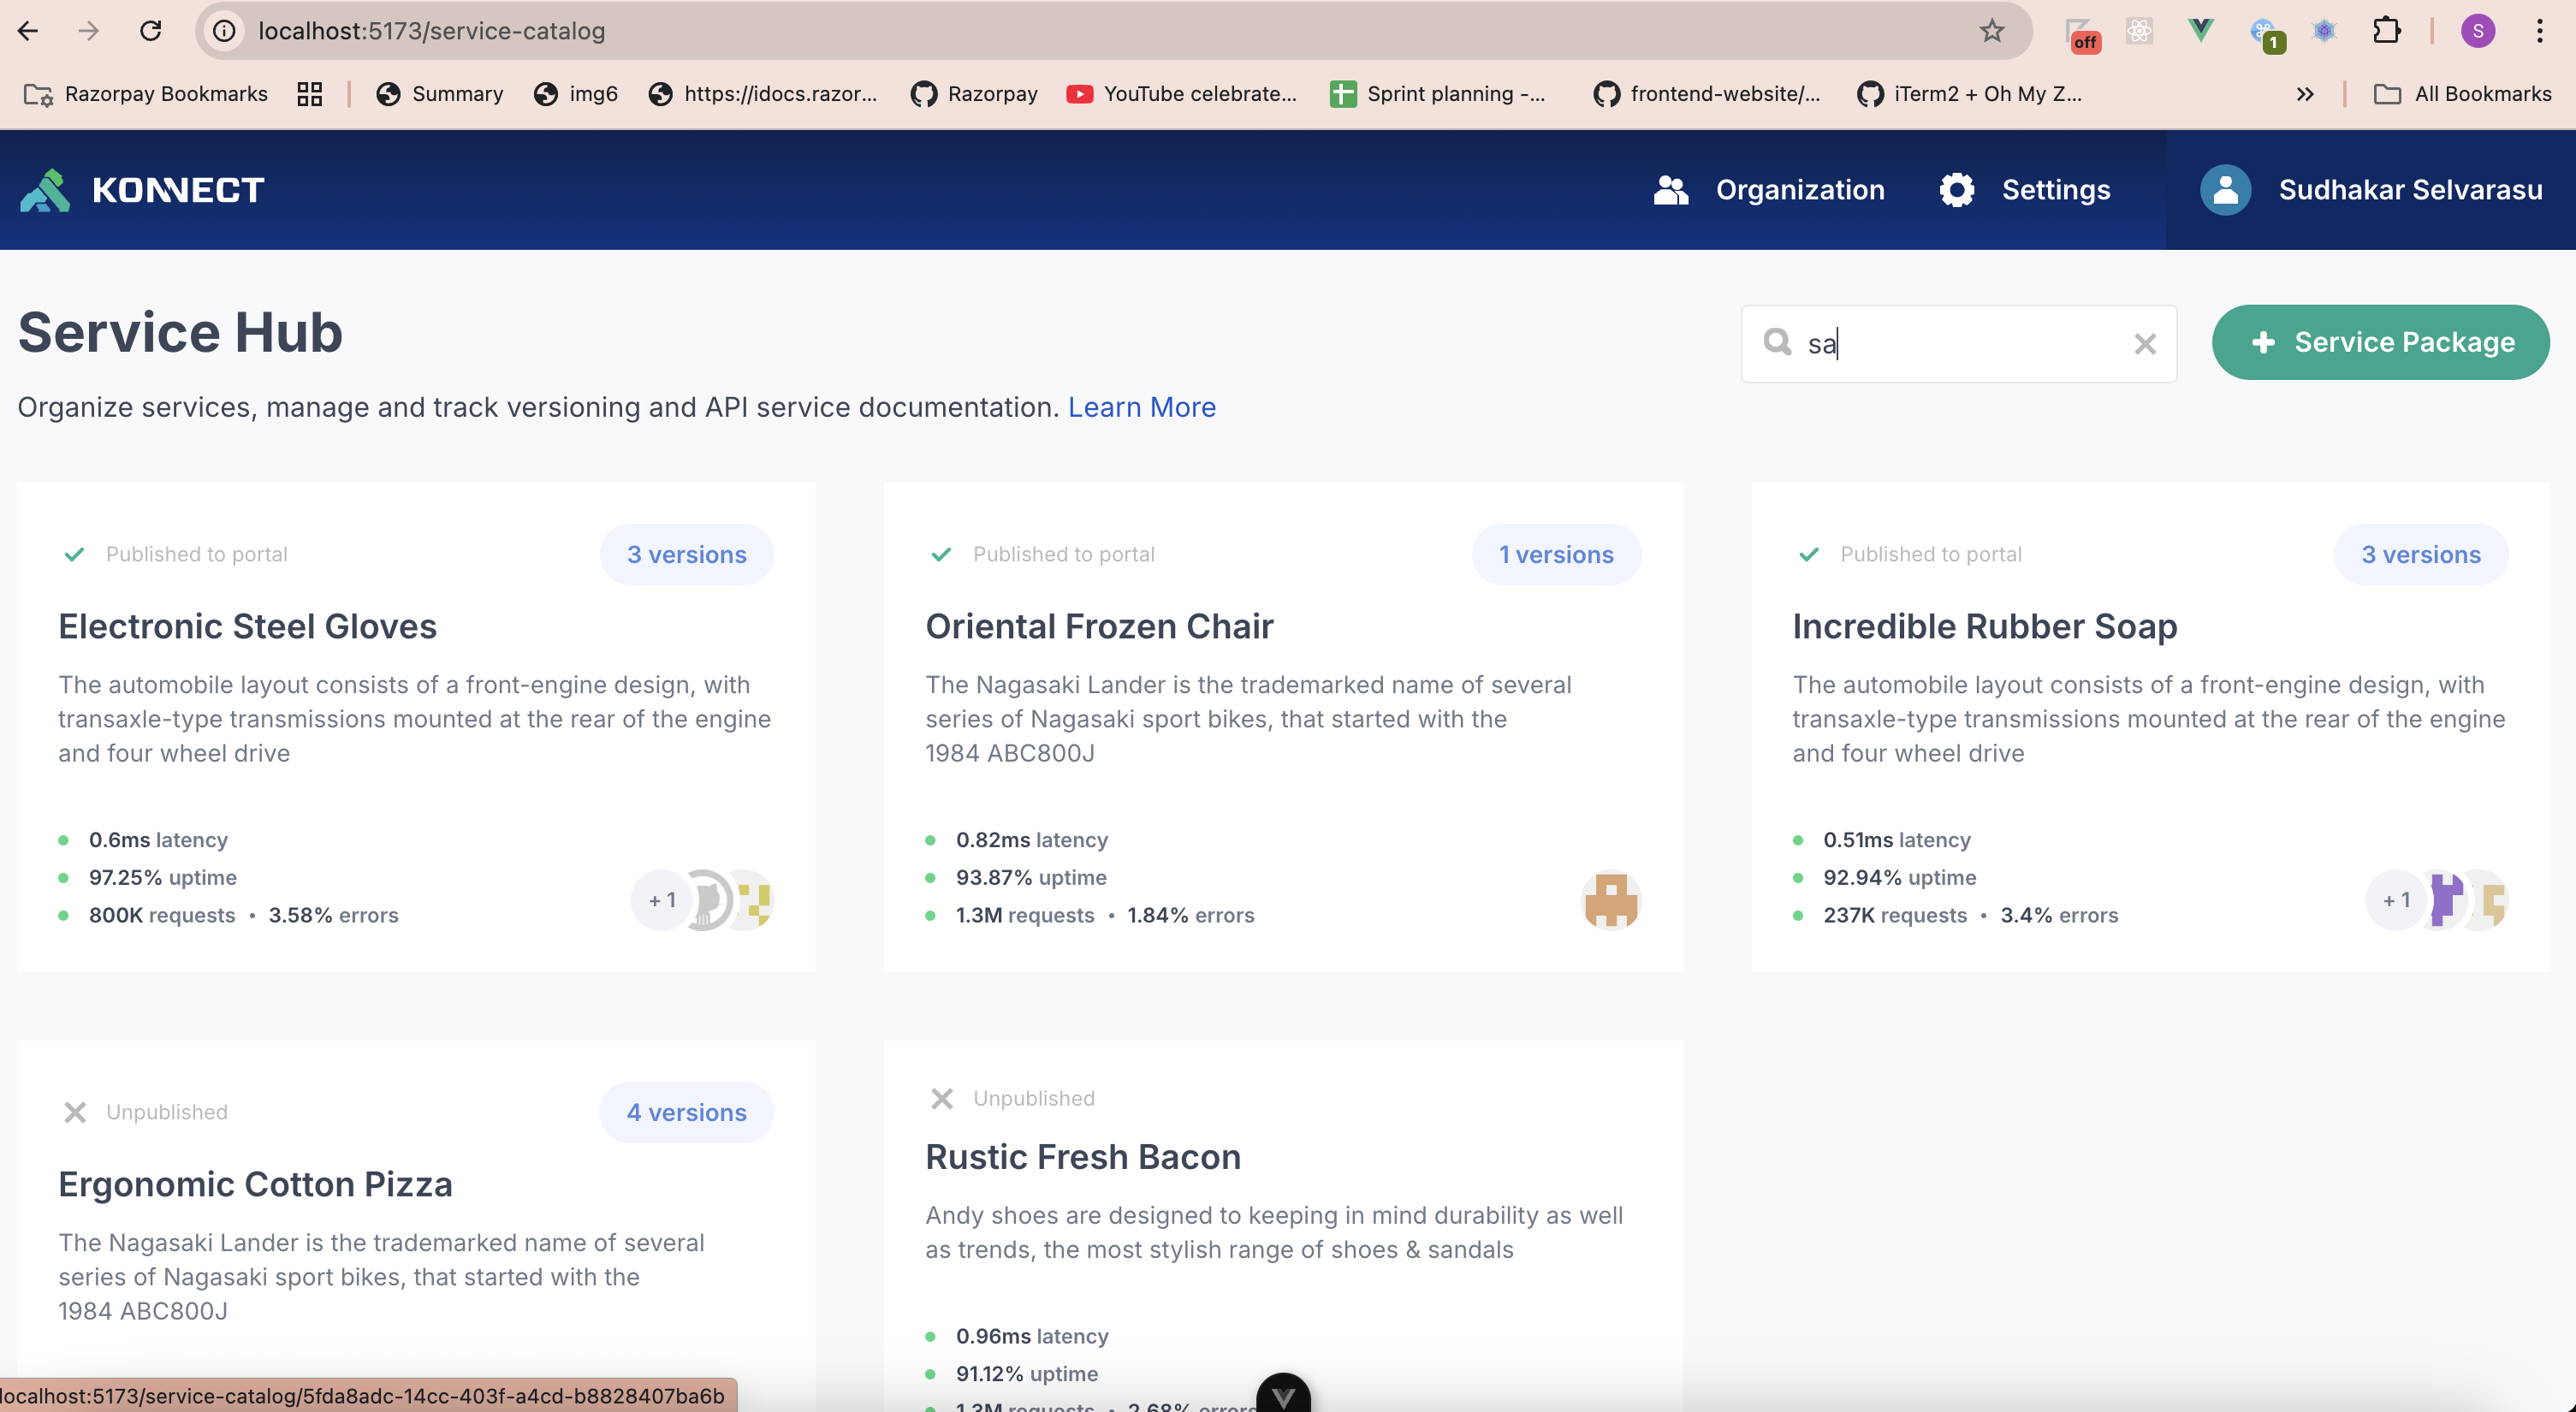 localhost:5173/service-catalog
off
1
S
Razorpay Bookmarks
Summary
img6
https://idocs.razor...
Razorpay
YouTube celebrate...
Sprint planning -...
frontend-website/...
iTerm2 + Oh My Z...
All Bookmarks
KONNECT
Organization
Settings
Sudhakar Selvarasu
Service Hub
sa
Service Package
Organize services, manage and track versioning and API service documentation. Learn More
Published to portal
3 versions
Electronic Steel Gloves
The automobile layout consists of a front-engine design, with
transaxle-type transmissions mounted at the rear of the engine
and four wheel drive
0.6ms latency
97.25% uptime
800K requests • 3.58% errors
+ 1
Published to portal
1 versions
Oriental Frozen Chair
The Nagasaki Lander is the trademarked name of several
series of Nagasaki sport bikes, that started with the
1984 ABC800J
0.82ms latency
93.87% uptime
1.3M requests • 1.84% errors
Published to portal
3 versions
Incredible Rubber Soap
The automobile layout consists of a front-engine design, with
transaxle-type transmissions mounted at the rear of the engine
and four wheel drive
0.51ms latency
92.94% uptime
237K requests • 3.4% errors
+ 1
Unpublished
4 versions
Ergonomic Cotton Pizza
The Nagasaki Lander is the trademarked name of several
series of Nagasaki sport bikes, that started with the
1984 ABC800J
Unpublished
Rustic Fresh Bacon
Andy shoes are designed to keeping in mind durability as well
as trends, the most stylish range of shoes & sandals
0.96ms latency
91.12% uptime
1.3M requests • 2.68% errors
localhost:5173/service-catalog/5fda8adc-14cc-403f-a4cd-b8828407ba6b